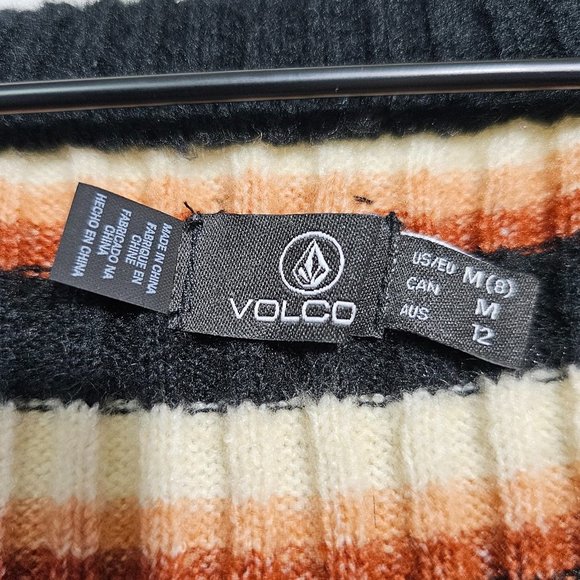 MADE IN CHINA
FABRIQUE EN
CHINE
FABRICADO NA
CHINA
HECHO EN CHINA
VOLCO
US/EU M(8)
CAN M
AUS 12